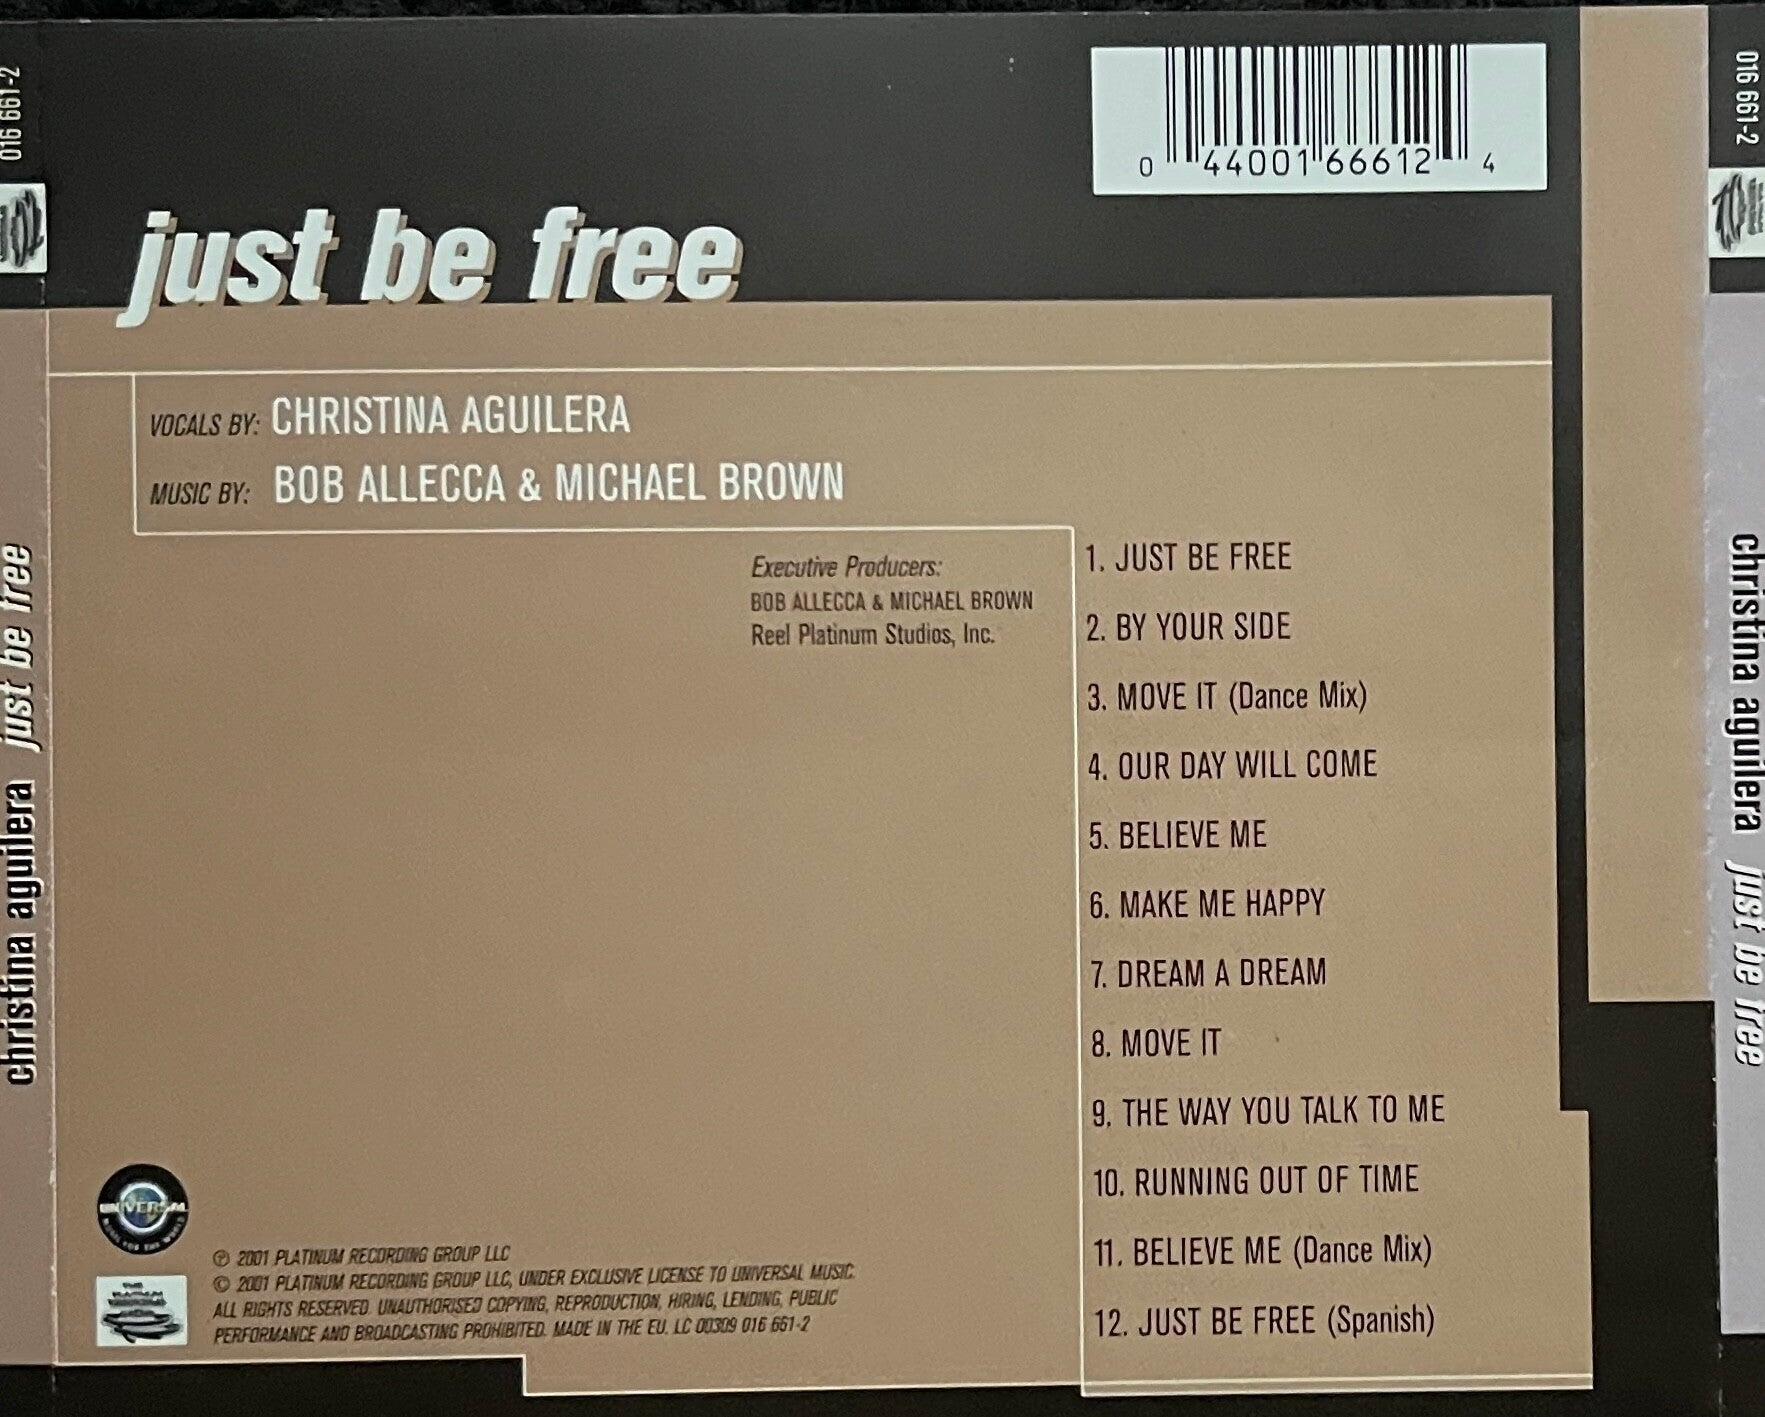 016 661-2
christina aguilera just be free
0 44001 66612 4
just be free
VOCALS BY: CHRISTINA AGUILERA
MUSIC BY: BOB ALLECCA & MICHAEL BROWN
Executive Producers:
BOB ALLECCA & MICHAEL BROWN
Reel Platinum Studios, Inc.
1. JUST BE FREE
2. BY YOUR SIDE
3. MOVE IT (Dance Mix)
4. OUR DAY WILL COME
5. BELIEVE ME
6. MAKE ME HAPPY
7. DREAM A DREAM
8. MOVE IT
9. THE WAY YOU TALK TO ME
10. RUNNING OUT OF TIME
11. BELIEVE ME (Dance Mix)
12. JUST BE FREE (Spanish)
UNIVERSAL
℗ 2001 PLATINUM RECORDING GROUP LLC
© 2001 PLATINUM RECORDING GROUP LLC, UNDER EXCLUSIVE LICENSE TO UNIVERSAL MUSIC.
ALL RIGHTS RESERVED. UNAUTHORISED COPYING, REPRODUCTION, HIRING, LENDING, PUBLIC
PERFORMANCE AND BROADCASTING PROHIBITED. MADE IN THE EU. LC 00309 016 661-2
016 661-2
christina aguilera just be free